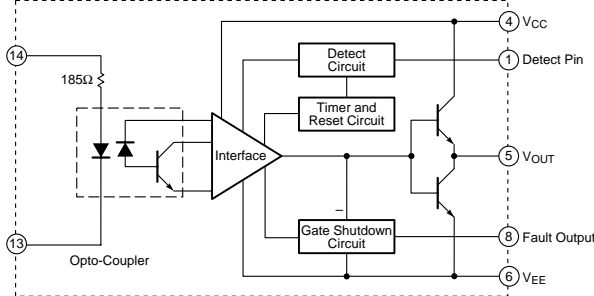 4 VCC
14
Detect
Circuit
1 Detect Pin
185Ω
Timer and
Reset Circuit
Interface
5 VOUT
–
Gate Shutdown
Circuit
8 Fault Output
13
Opto-Coupler
6 VEE